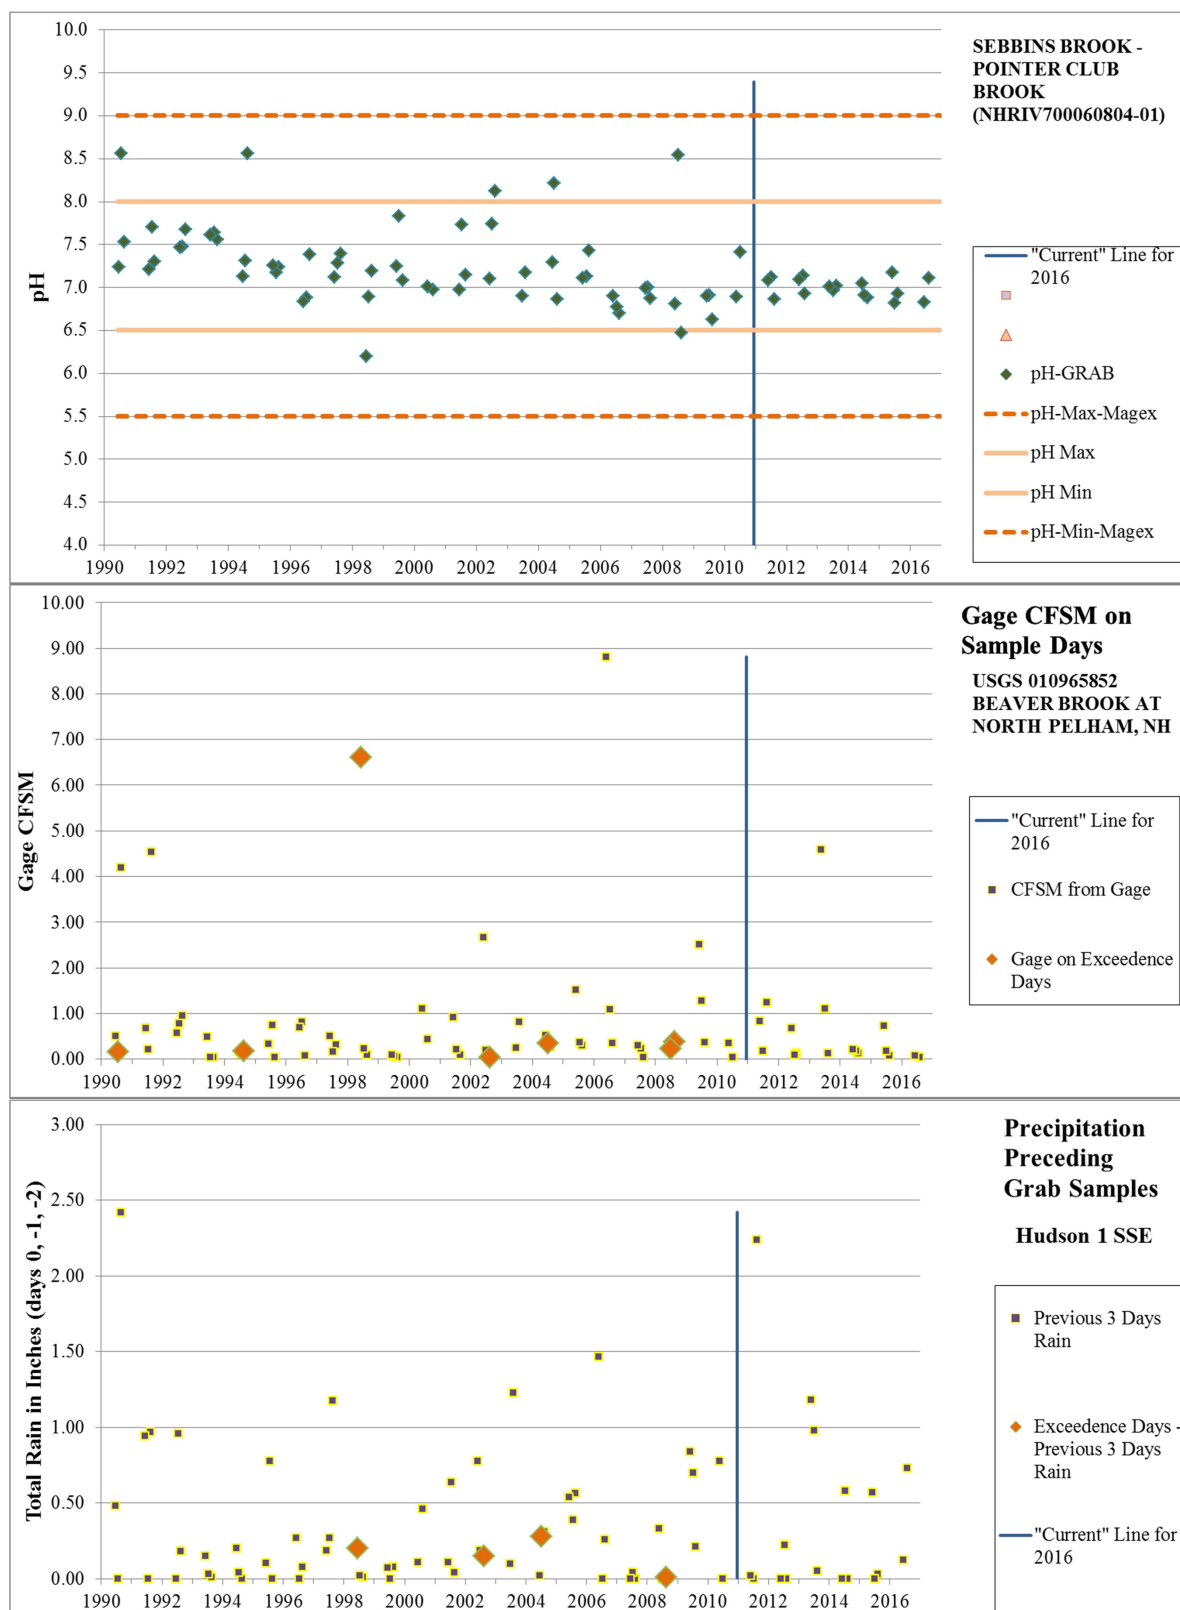 10.0
9.5
9.0
8.5
8.0
7.5
7.0
6.5
6.0
5.5
5.0
4.5
4.0
pH
1990 1992 1994 1996 1998 2000 2002 2004 2006 2008 2010 2012 2014 2016
SEBBINS BROOK -
POINTER CLUB
BROOK
(NHRIV700060804-01)
"Current" Line for
2016
pH-GRAB
pH-Max-Magex
pH Max
pH Min
pH-Min-Magex
10.00
9.00
8.00
7.00
6.00
5.00
4.00
3.00
2.00
1.00
0.00
Gage CFSM
1990 1992 1994 1996 1998 2000 2002 2004 2006 2008 2010 2012 2014 2016
Gage CFSM on
Sample Days
USGS 010965852
BEAVER BROOK AT
NORTH PELHAM, NH
"Current" Line for
2016
CFSM from Gage
Gage on Exceedence
Days
3.00
2.50
2.00
1.50
1.00
0.50
0.00
Total Rain in Inches (days 0, -1, -2)
1990 1992 1994 1996 1998 2000 2002 2004 2006 2008 2010 2012 2014 2016
Precipitation
Preceding
Grab Samples
Hudson 1 SSE
Previous 3 Days
Rain
Exceedence Days -
Previous 3 Days
Rain
"Current" Line for
2016